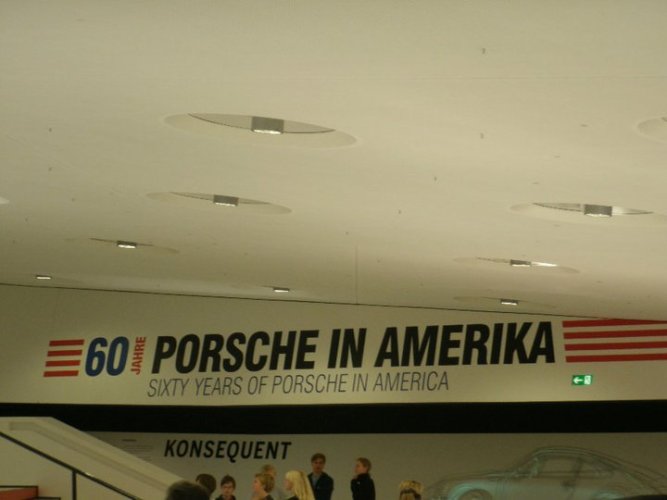 60 JAHRE PORSCHE IN AMERIKA
SIXTY YEARS OF PORSCHE IN AMERICA
KONSEQUENT